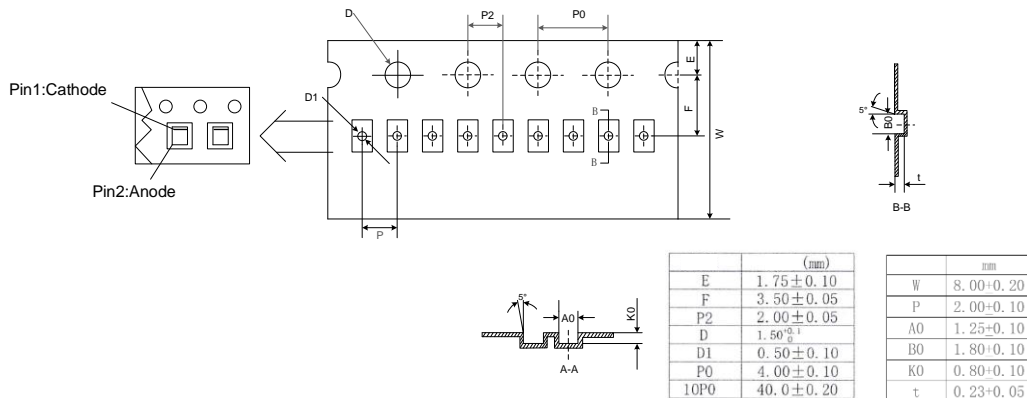 D
P2
P0
E
Pin1:Cathode
D1
F
B
W
5°
B0
B
Pin2:Anode
t
P
B-B
(mm)
mm
E 1.75±0.10
W 8.00±0.20
F 3.50±0.05
P 2.00±0.10
5°
A0
K0
P2 2.00±0.05
A0 1.25±0.10
D 1.50 +0.1 0
B0 1.80±0.10
D1 0.50±0.10
A-A
K0 0.80±0.10
P0 4.00±0.10
10P0 40.0±0.20
t 0.23±0.05